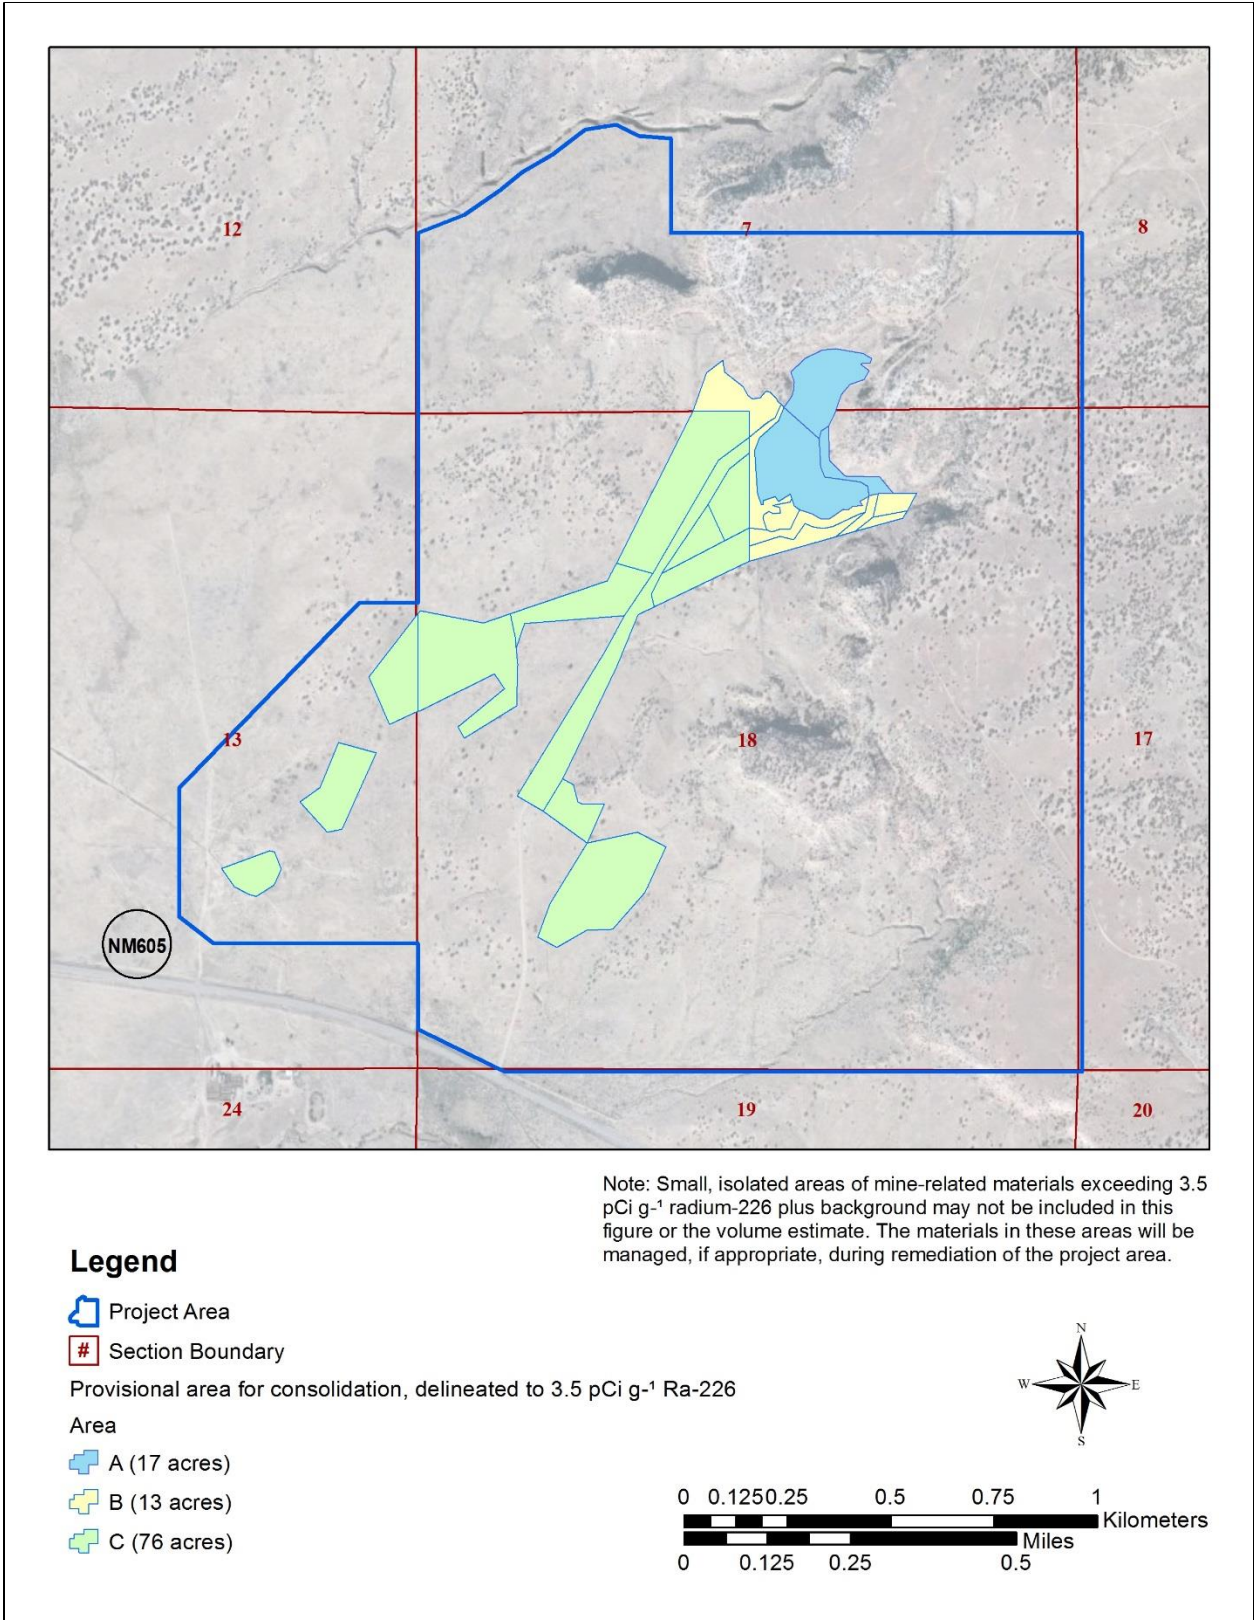 12
7
8
13
18
17
NM605
24
19
20
Note: Small, isolated areas of mine-related materials exceeding 3.5
pCi g-¹ radium-226 plus background may not be included in this
figure or the volume estimate. The materials in these areas will be
managed, if appropriate, during remediation of the project area.
Legend
Project Area
# Section Boundary
Provisional area for consolidation, delineated to 3.5 pCi g-¹ Ra-226
Area
A (17 acres)
B (13 acres)
C (76 acres)
N
W E
S
0 0.125 0.25 0.5 0.75 1
Kilometers
Miles
0 0.125 0.25 0.5